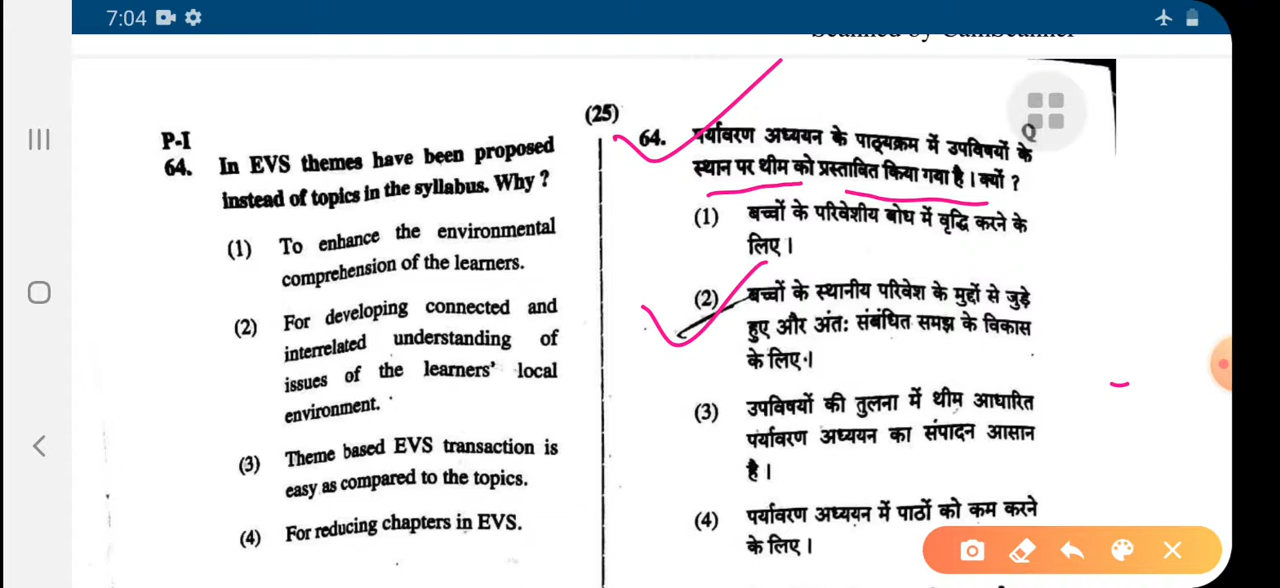 7:04
(25)
P-I
64. In EVS themes have been proposed
instead of topics in the syllabus. Why ?
(1) To enhance the environmental
comprehension of the learners.
(2) For developing connected and
interrelated understanding of
issues of the learners' local
environment.
(3) Theme based EVS transaction is
easy as compared to the topics.
(4) For reducing chapters in EVS.
64. पर्यावरण अध्ययन के पाठ्यक्रम में उपविषयों के
स्थान पर थीम को प्रस्तावित किया गया है। क्यों ?
(1) बच्चों के परिवेशीय बोध में वृद्धि करने के
लिए।
(2) बच्चों के स्थानीय परिवेश के मुद्दों से जुड़े
हुए और अंतः संबंधित समझ के विकास
के लिए।
(3) उपविषयों की तुलना में थीम आधारित
पर्यावरण अध्ययन का संपादन आसान
है।
(4) पर्यावरण अध्ययन में पाठों को कम करने
के लिए।